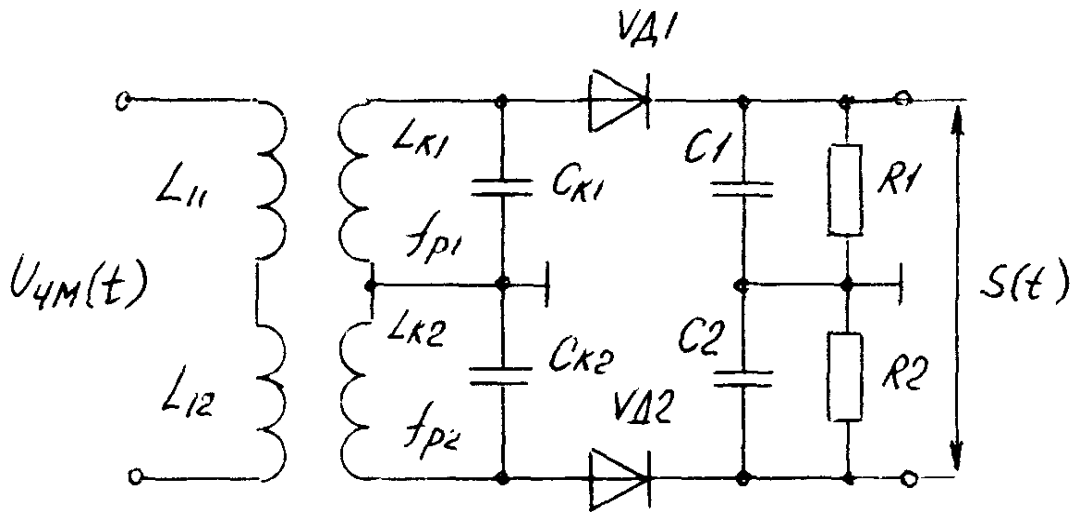 VД1
Lк1
C1
L11
Cк1
R1
fр1
Uчм(t)
S(t)
Lк2
C2
Cк2
L12
R2
VД2
fр2